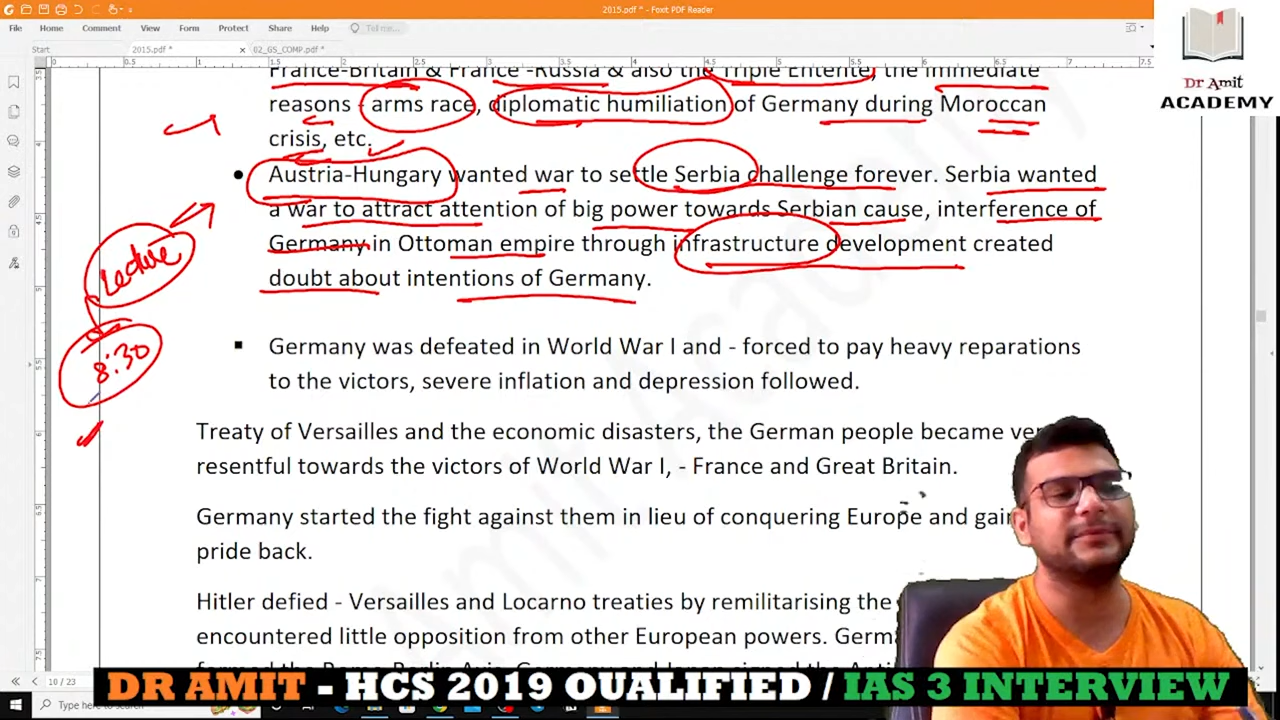 2015.pdf * - Foxit PDF Reader
File Home Comment View Form Protect Share Help Tell me...
Start 2015.pdf * × 02_GS_COMP.pdf *
France-Britain & France -Russia & also the Triple Entente, the immediate
reasons - arms race, diplomatic humiliation of Germany during Moroccan
crisis, etc.
• Austria-Hungary wanted war to settle Serbia challenge forever. Serbia wanted
a war to attract attention of big power towards Serbian cause, interference of
Germany in Ottoman empire through infrastructure development created
doubt about intentions of Germany.
Lecture
8:30
▪ Germany was defeated in World War I and - forced to pay heavy reparations
to the victors, severe inflation and depression followed.
Treaty of Versailles and the economic disasters, the German people became
resentful towards the victors of World War I, - France and Great Britain.
Germany started the fight against them in lieu of conquering Europe and
pride back.
Hitler defied - Versailles and Locarno treaties by remilitarising the
encountered little opposition from other European powers.
10 / 23
Type here to search
Dr Amit
ACADEMY
DR AMIT - HCS 2019 QUALIFIED / IAS 3 INTERVIEW